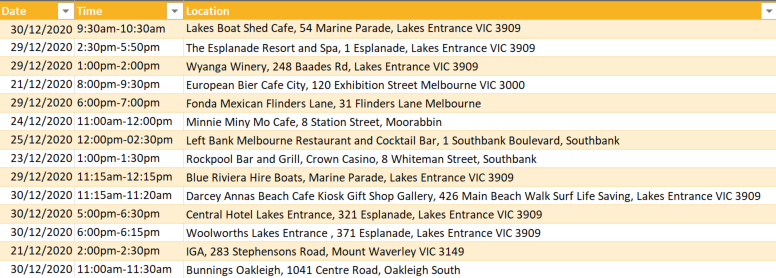 Date Time Location
30/12/2020 9:30am-10:30am Lakes Boat Shed Cafe, 54 Marine Parade, Lakes Entrance VIC 3909
29/12/2020 2:30pm-5:50pm The Esplanade Resort and Spa, 1 Esplanade, Lakes Entrance VIC 3909
29/12/2020 1:00pm-2:00pm Wyanga Winery, 248 Baades Rd, Lakes Entrance VIC 3909
21/12/2020 8:00pm-9:30pm European Bier Cafe City, 120 Exhibition Street Melbourne VIC 3000
29/12/2020 6:00pm-7:00pm Fonda Mexican Flinders Lane, 31 Flinders Lane Melbourne
24/12/2020 11:00am-12:00pm Minnie Miny Mo Cafe, 8 Station Street, Moorabbin
25/12/2020 12:00pm-02:30pm Left Bank Melbourne Restaurant and Cocktail Bar, 1 Southbank Boulevard, Southbank
23/12/2020 1:00pm-1:30pm Rockpool Bar and Grill, Crown Casino, 8 Whiteman Street, Southbank
29/12/2020 11:15am-12:15pm Blue Riviera Hire Boats, Marine Parade, Lakes Entrance VIC 3909
30/12/2020 11:15am-11:20am Darcey Annas Beach Cafe Kiosk Gift Shop Gallery, 426 Main Beach Walk Surf Life Saving, Lakes Entrance VIC 3909
30/12/2020 5:00pm-6:30pm Central Hotel Lakes Entrance, 321 Esplanade, Lakes Entrance VIC 3909
30/12/2020 6:00pm-6:15pm Woolworths Lakes Entrance , 371 Esplanade, Lakes Entrance VIC 3909
21/12/2020 2:00pm-2:30pm IGA, 283 Stephensons Road, Mount Waverley VIC 3149
30/12/2020 11:00am-11:30am Bunnings Oakleigh, 1041 Centre Road, Oakleigh South